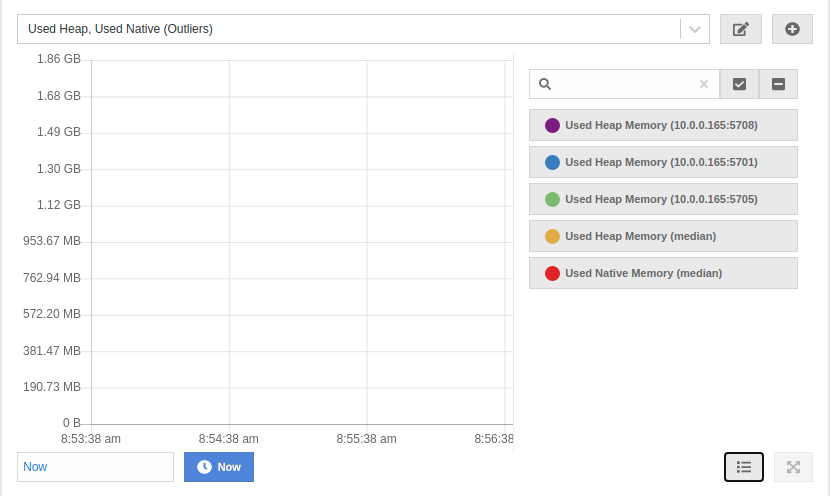 Used Heap, Used Native (Outliers)
1.86 GB
1.68 GB
1.49 GB
1.30 GB
1.12 GB
953.67 MB
762.94 MB
572.20 MB
381.47 MB
190.73 MB
0 B
8:53:38 am
8:54:38 am
8:55:38 am
8:56:38
Used Heap Memory (10.0.0.165:5708)
Used Heap Memory (10.0.0.165:5701)
Used Heap Memory (10.0.0.165:5705)
Used Heap Memory (median)
Used Native Memory (median)
Now
Now